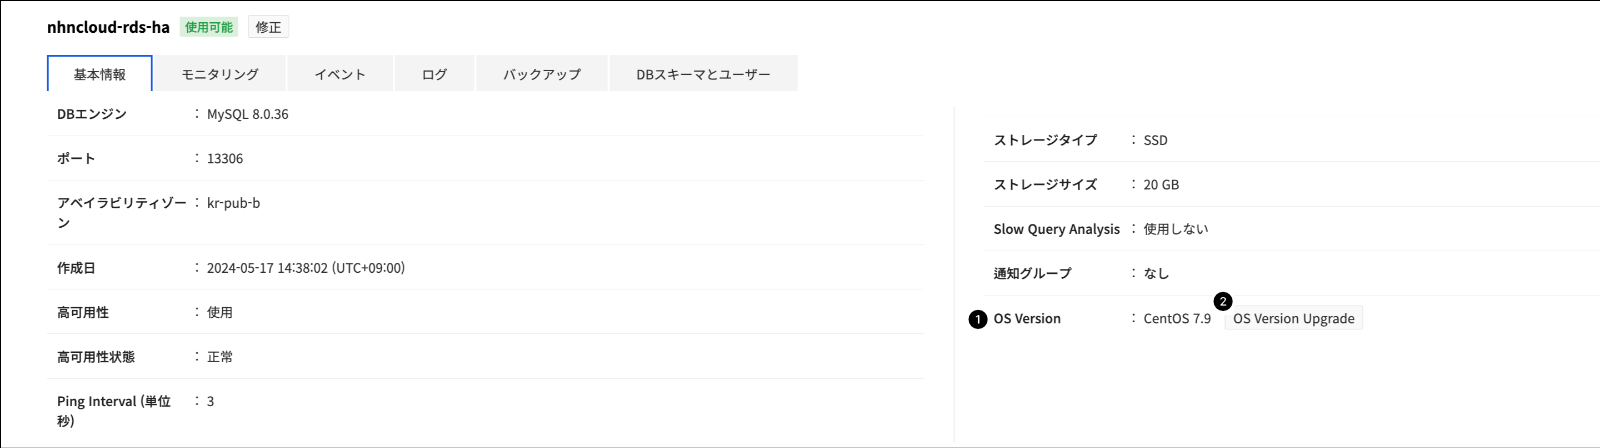 nhncloud-rds-ha 使用可能 修正
基本情報 モニタリング イベント ログ バックアップ DBスキーマとユーザー
DBエンジン : MySQL 8.0.36
ポート : 13306
アベイラビリティゾー : kr-pub-b
ン
作成日 : 2024-05-17 14:38:02 (UTC+09:00)
高可用性 : 使用
高可用性状態 : 正常
Ping Interval (単位 : 3
秒)
ストレージタイプ : SSD
ストレージサイズ : 20 GB
Slow Query Analysis : 使用しない
通知グループ : なし
2
1 OS Version : CentOS 7.9 OS Version Upgrade